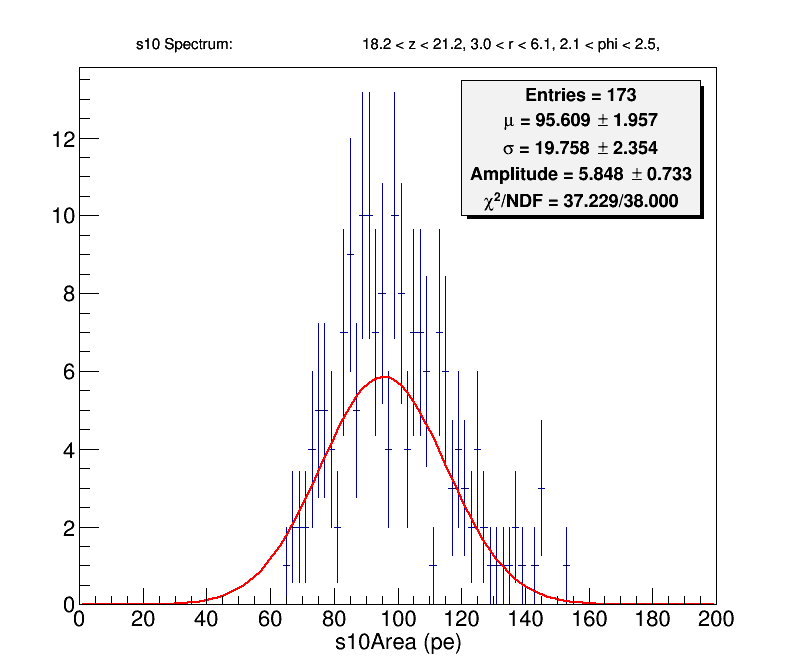 s10 Spectrum: 18.2 < z < 21.2, 3.0 < r < 6.1, 2.1 < phi < 2.5,
Entries = 173
μ = 95.609 ± 1.957
σ = 19.758 ± 2.354
Amplitude = 5.848 ± 0.733
χ²/NDF = 37.229/38.000
12
10
8
6
4
2
0
0 20 40 60 80 100 120 140 160 180 200
s10Area (pe)